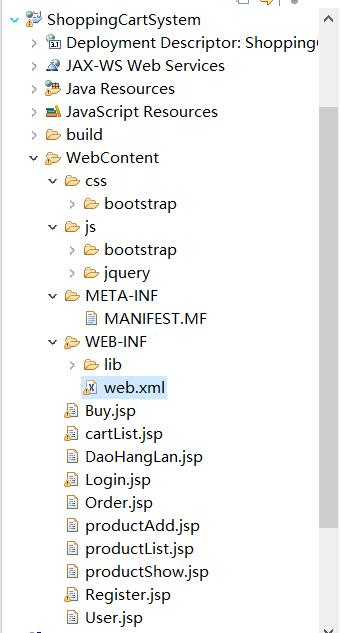 ShoppingCartSystem
Deployment Descriptor: Shopping
JAX-WS Web Services
Java Resources
JavaScript Resources
build
WebContent
css
bootstrap
js
bootstrap
jquery
META-INF
MANIFEST.MF
WEB-INF
lib
web.xml
Buy.jsp
cartList.jsp
DaoHangLan.jsp
Login.jsp
Order.jsp
productAdd.jsp
productList.jsp
productShow.jsp
Register.jsp
User.jsp